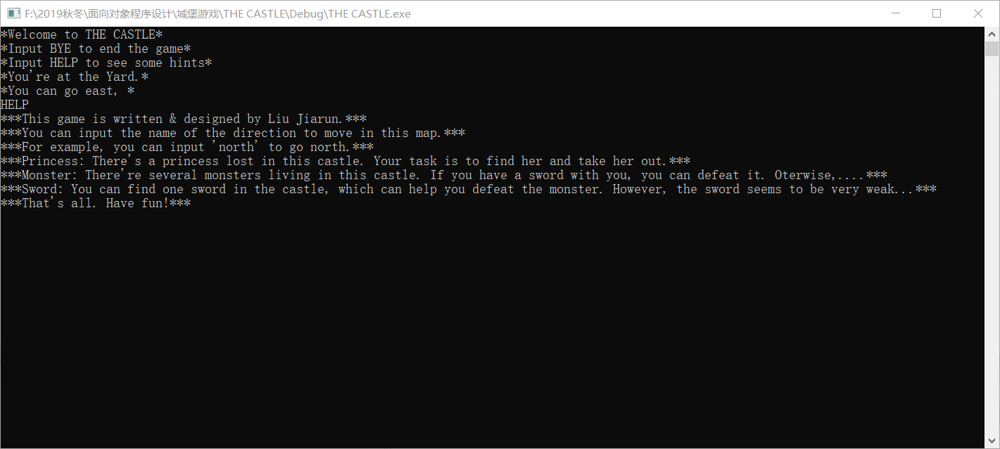 F:\2019秋冬\面向对象程序设计\城堡游戏\THE CASTLE\Debug\THE CASTLE.exe
*Welcome to THE CASTLE*
*Input BYE to end the game*
*Input HELP to see some hints*
*You're at the Yard.*
*You can go east, *
HELP
***This game is written & designed by Liu Jiarun.***
***You can input the name of the direction to move in this map.***
***For example, you can input 'north' to go north.***
***Princess: There's a princess lost in this castle. Your task is to find her and take her out.***
***Monster: There're several monsters living in this castle. If you have a sword with you, you can defeat it. Oterwise,....***
***Sword: You can find one sword in the castle, which can help you defeat the monster. However, the sword seems to be very weak...***
***That's all. Have fun!***